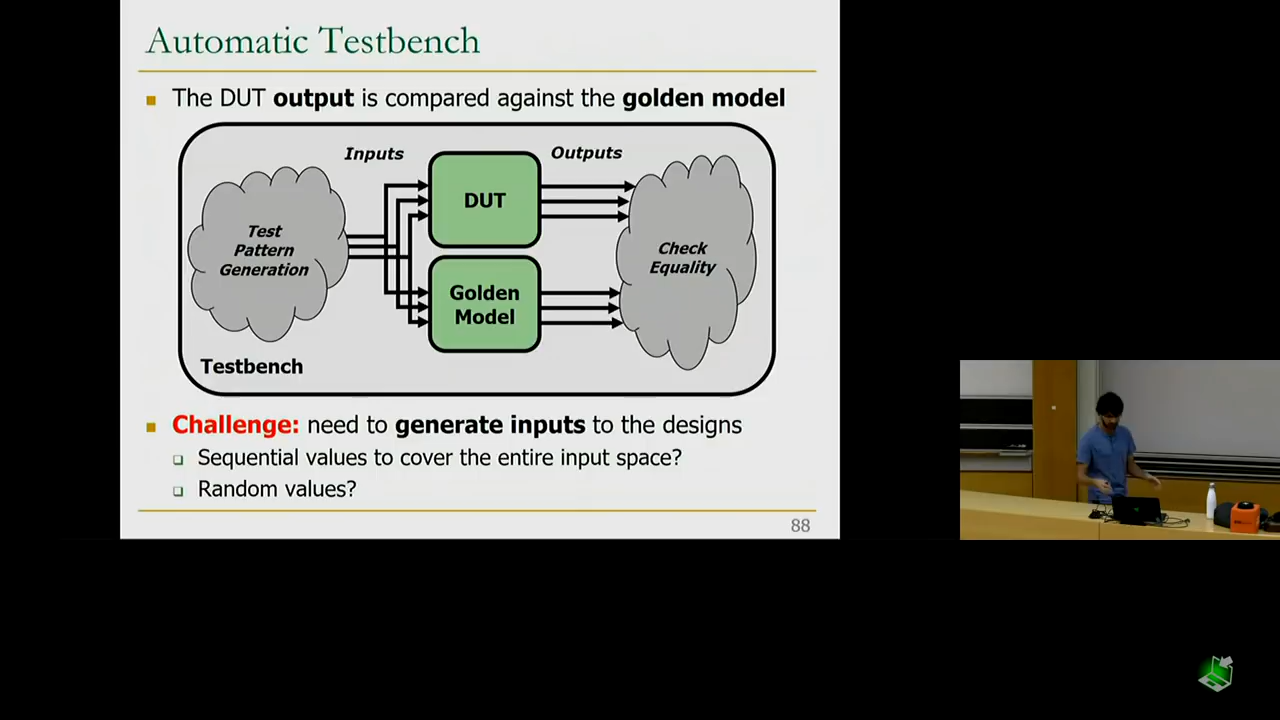 Automatic Testbench
The DUT output is compared against the golden model
Inputs
Outputs
DUT
Test
Pattern
Generation
Check
Equality
Golden
Model
Testbench
Challenge: need to generate inputs to the designs
Sequential values to cover the entire input space?
Random values?
88